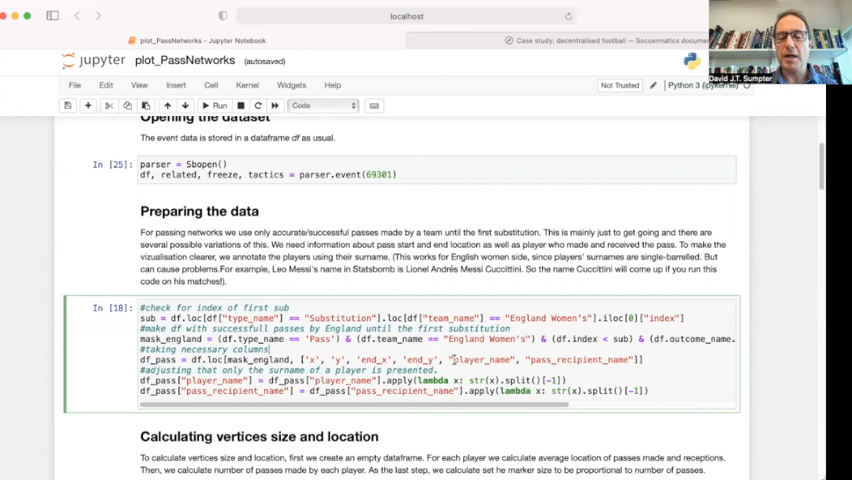 localhost
plot_PassNetworks - Jupyter Notebook
Case study: decentralised football — Soccermatics docume
jupyter plot_PassNetworks (autosaved)
David J.T. Sumpter
File Edit View Insert Cell Kernel Widgets Help
Not Trusted
Python 3 (ipykernel)
Run
Code
Opening the dataset
The event data is stored in a dataframe df as usual.
In [25]:
parser = Sbopen()
df, related, freeze, tactics = parser.event(69301)
Preparing the data
For passing networks we use only accurate/successful passes made by a team until the first substitution. This is mainly just to get going and there are
several possible variations of this. We need information about pass start and end location as well as player who made and received the pass. To make the
vizualisation clearer, we annotate the players using their surname. (This works for English women side, since players' surnames are single-barrelled. But
can cause problems.For example, Leo Messi's name in Statsbomb is Lionel Andrés Messi Cuccittini. So the name Cuccittini will come up if you run this
code on his matches!).
In [18]:
#check for index of first sub
sub = df.loc[df["type_name"] == "Substitution"].loc[df["team_name"] == "England Women's"].iloc[0]["index"]
#make df with successfull passes by England until the first substitution
mask_england = (df.type_name == 'Pass') & (df.team_name == "England Women's") & (df.index < sub) & (df.outcome_name.
#taking necessary columns
df_pass = df.loc[mask_england, ['x', 'y', 'end_x', 'end_y', "player_name", "pass_recipient_name"]]
#adjusting that only the surname of a player is presented.
df_pass["player_name"] = df_pass["player_name"].apply(lambda x: str(x).split()[-1])
df_pass["pass_recipient_name"] = df_pass["pass_recipient_name"].apply(lambda x: str(x).split()[-1])
Calculating vertices size and location
To calculate vertices size and location, first we create an empty dataframe. For each player we calculate average location of passes made and receptions.
Then, we calculate number of passes made by each player. As the last step, we calculate set he marker size to be proportional to number of passes.